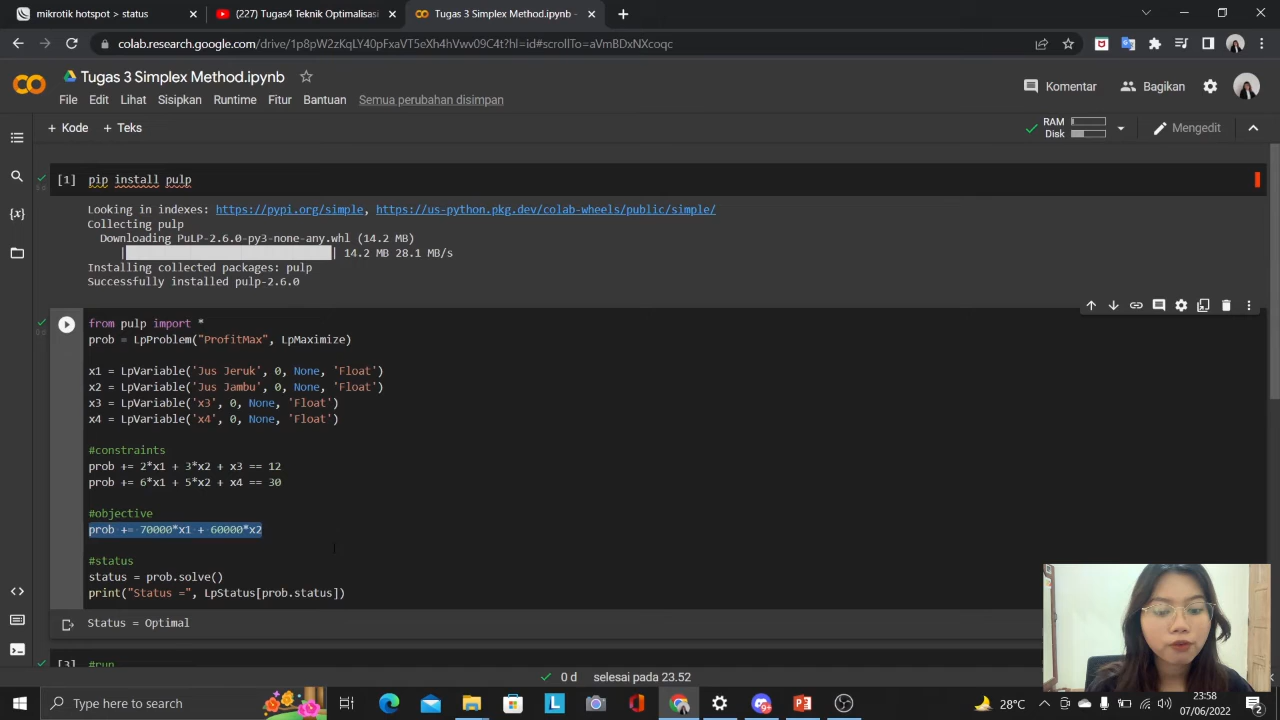 mikrotik hotspot > status
(227) Tugas4 Teknik Optimalisasi
Tugas 3 Simplex Method.ipynb -
colab.research.google.com/drive/1p8pW2zKqLY40pFxaVT5eXh4hVwv09C4t?hl=id#scrollTo=aVmBDxNXcoqc
Tugas 3 Simplex Method.ipynb
File Edit Lihat Sisipkan Runtime Fitur Bantuan Semua perubahan disimpan
Komentar Bagikan
+ Kode + Teks
RAM
Disk
Mengedit
[1] pip install pulp
Looking in indexes: https://pypi.org/simple, https://us-python.pkg.dev/colab-wheels/public/simple/
Collecting pulp
Downloading PuLP-2.6.0-py3-none-any.whl (14.2 MB)
| | 14.2 MB 28.1 MB/s
Installing collected packages: pulp
Successfully installed pulp-2.6.0
from pulp import *
prob = LpProblem("ProfitMax", LpMaximize)
x1 = LpVariable('Jus Jeruk', 0, None, 'Float')
x2 = LpVariable('Jus Jambu', 0, None, 'Float')
x3 = LpVariable('x3', 0, None, 'Float')
x4 = LpVariable('x4', 0, None, 'Float')
#constraints
prob += 2*x1 + 3*x2 + x3 == 12
prob += 6*x1 + 5*x2 + x4 == 30
#objective
prob += 70000*x1 + 60000*x2
#status
status = prob.solve()
print("Status =", LpStatus[prob.status])
Status = Optimal
[3] #run
0 d selesai pada 23.52
Type here to search
28°C
23:58
07/06/2022